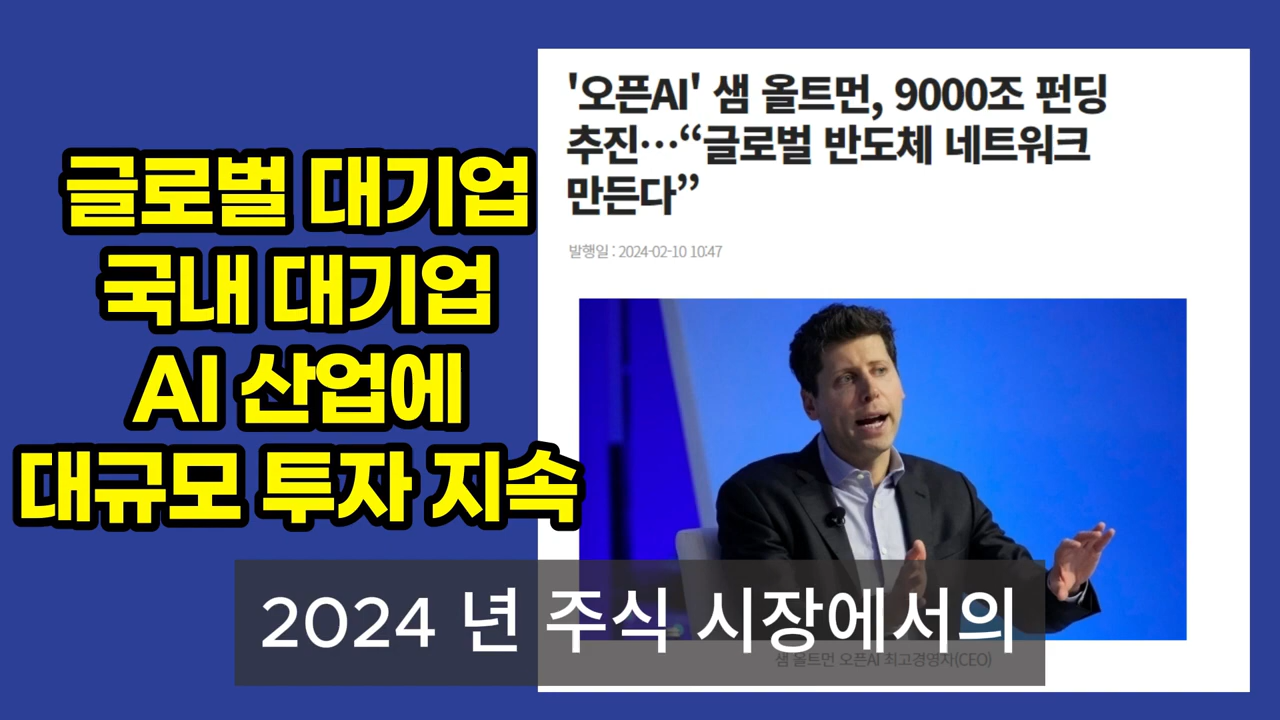 글로벌 대기업
국내 대기업
AI 산업에
대규모 투자 지속
'오픈AI' 샘 올트먼, 9000조 펀딩
추진…“글로벌 반도체 네트워크
만든다”
발행일 : 2024-02-10 10:47
샘 올트먼 오픈AI 최고경영자(CEO)
2024 년 주식 시장에서의